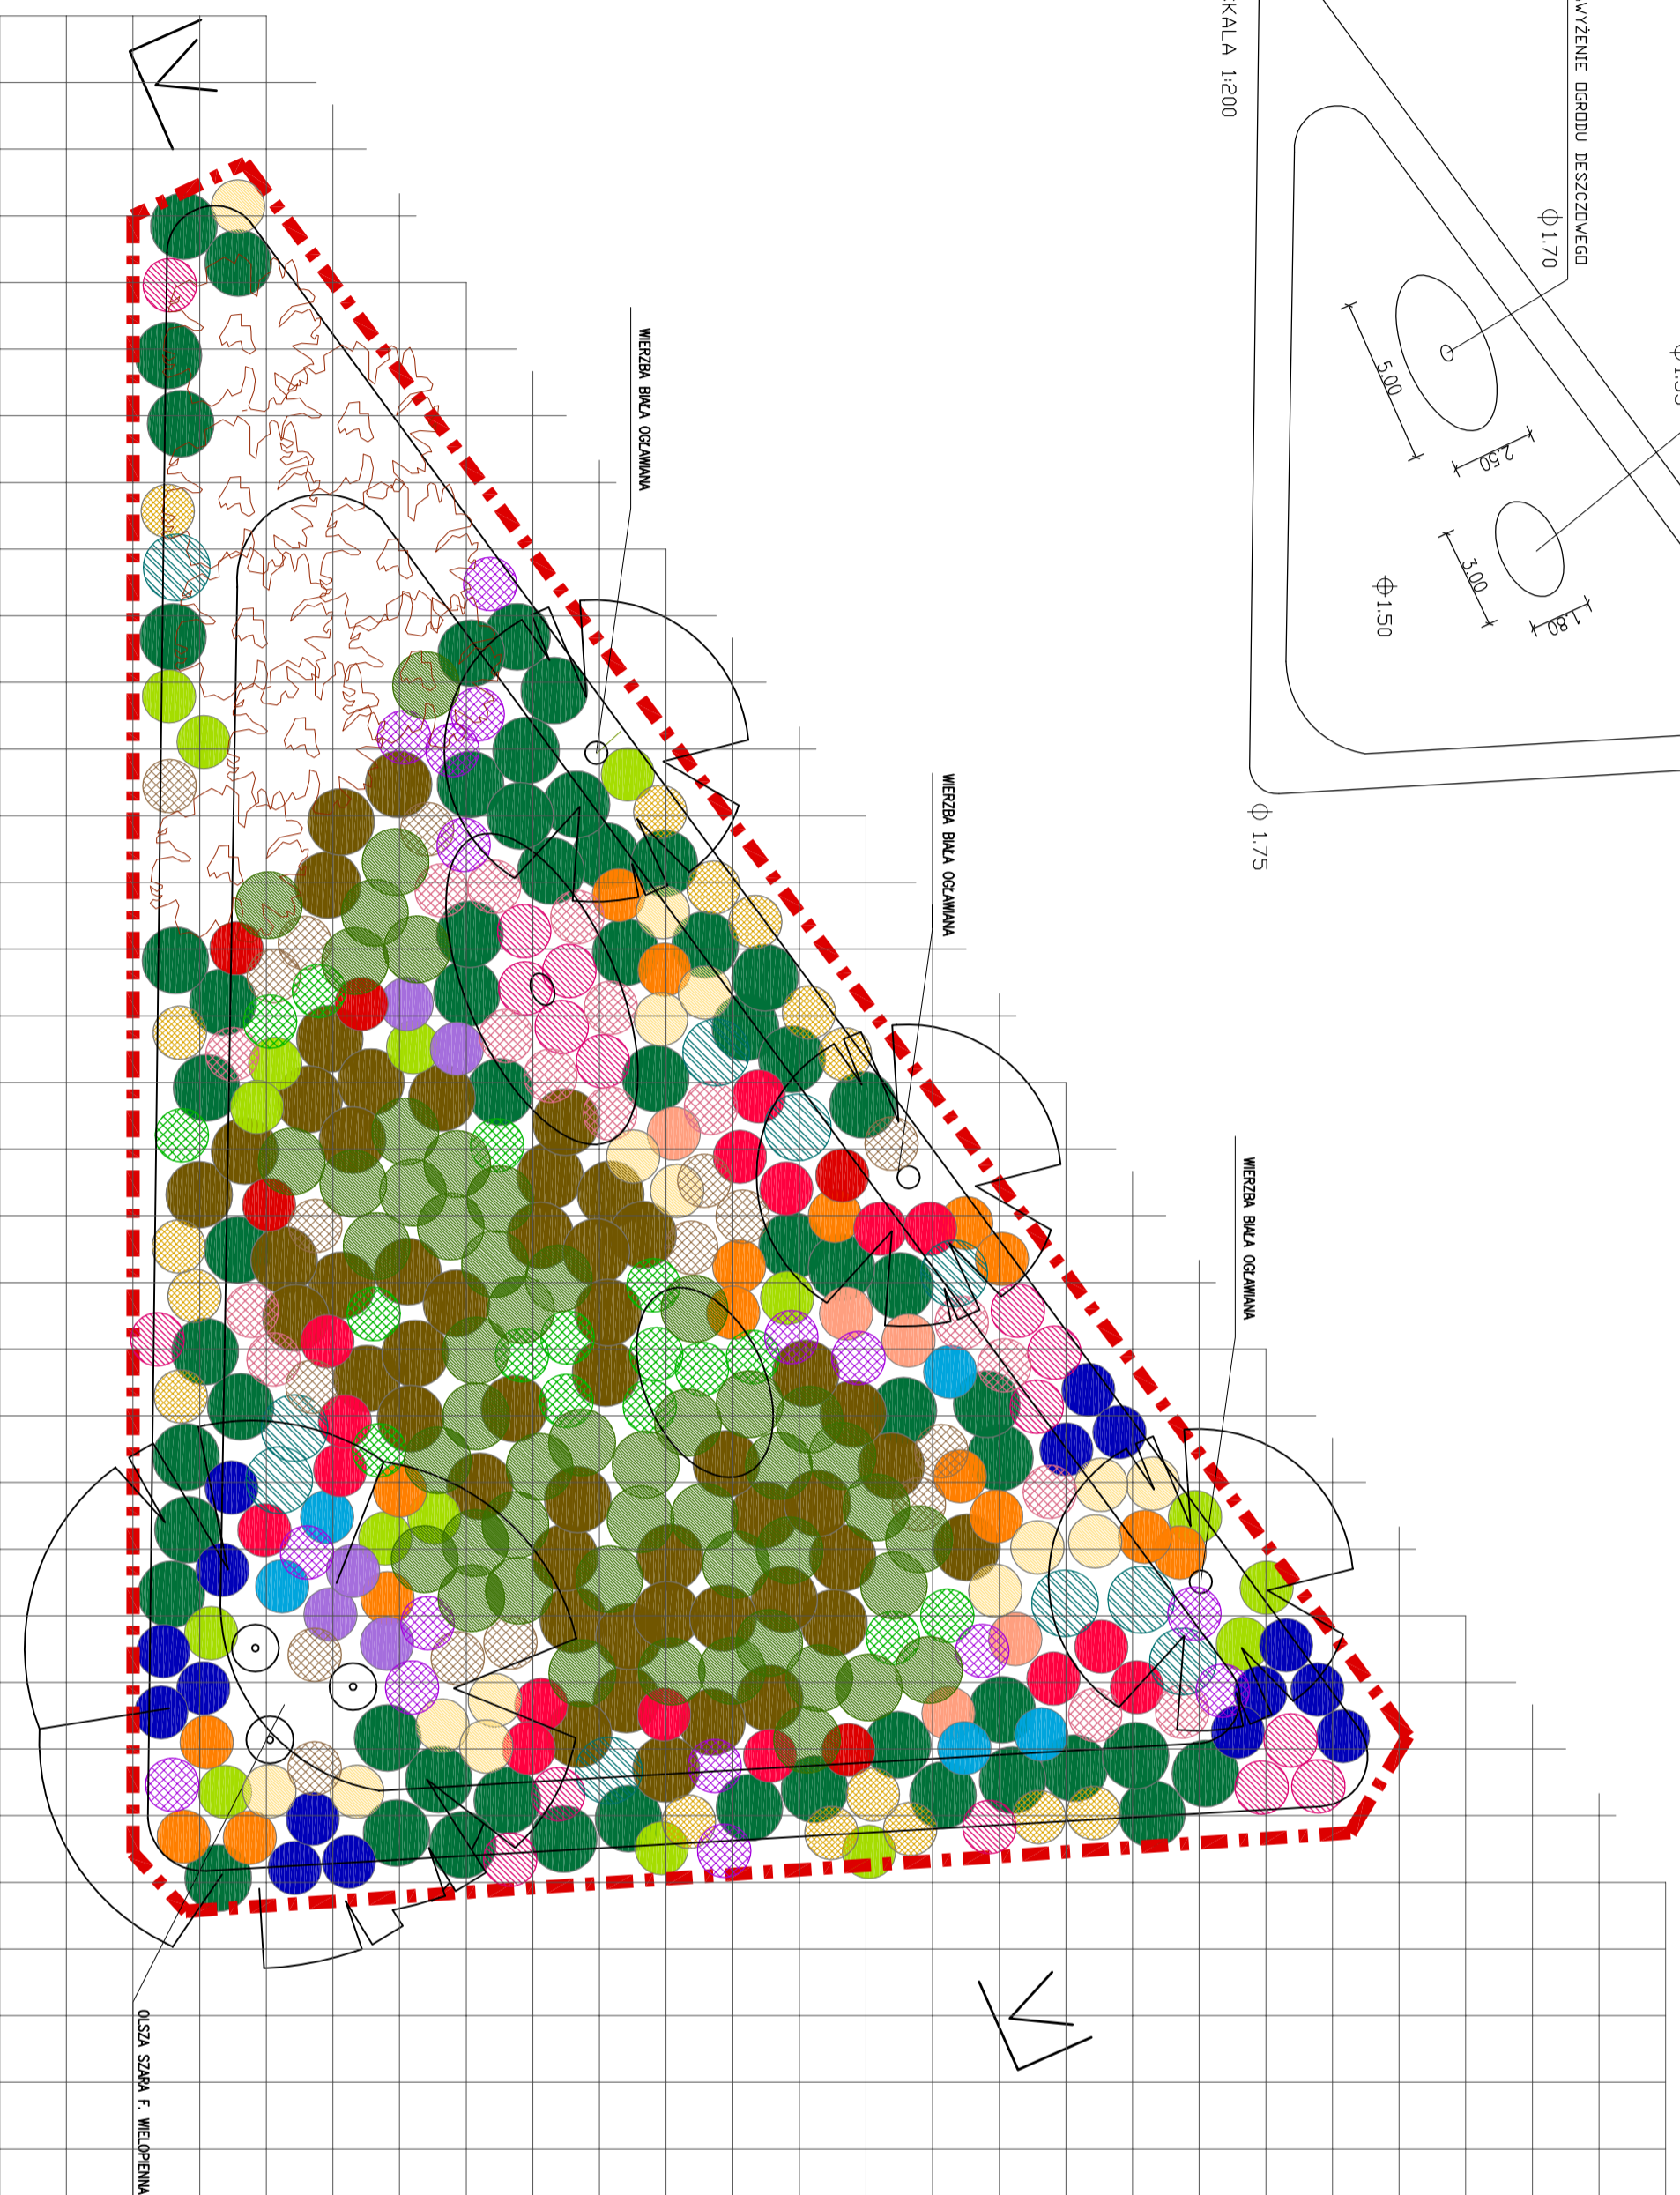 WYŻENIE OGRODU DESZCZOWEGO
KALA 1:200
1.70
5.00
2.50
3.00
1.80
1.50
1.75
WIERZBA BIAŁA OGŁAWIANA
WIERZBA BIAŁA OGŁAWIANA
WIERZBA BIAŁA OGŁAWIANA
K
K
OLSZA SZARA F. WIELOPIENNA